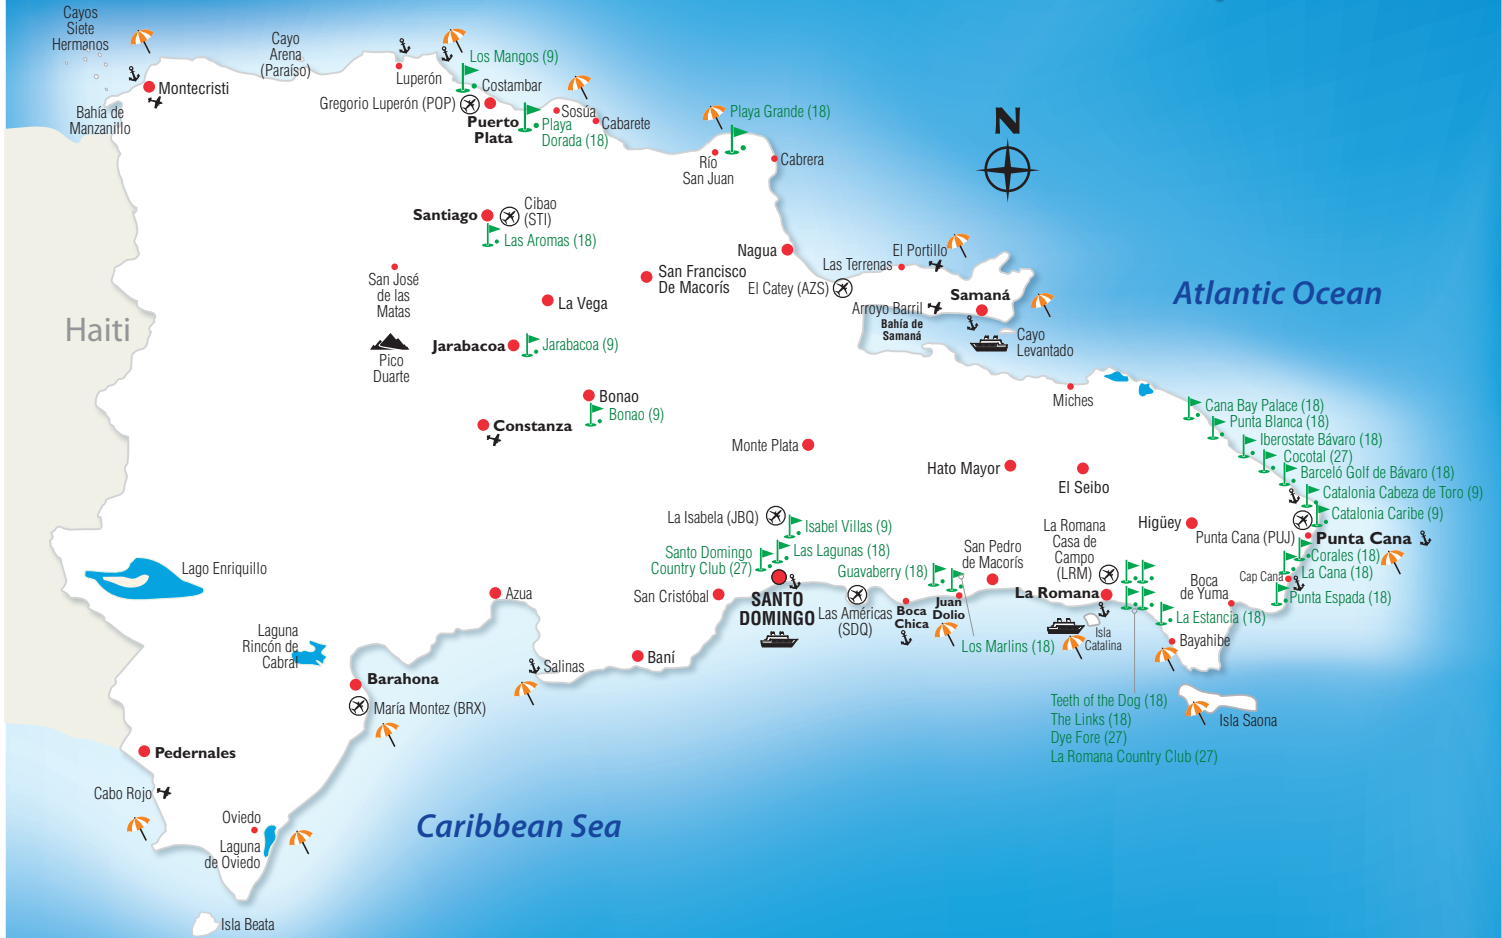 Cayos
Siete
Hermanos
Cayo
Arena
(Paraíso)
Montecristi
Bahía de
Manzanillo
Luperón
Los Mangos (9)
Costambar
Gregorio Luperón (POP)
Puerto
Plata
Playa
Dorada (18)
Sosúa
Cabarete
Playa Grande (18)
Río
San Juan
Cabrera
N
Santiago
Cibao
(STI)
Las Aromas (18)
San José
de las
Matas
Haiti
Pico
Duarte
La Vega
San Francisco
De Macorís
Nagua
El Catey (AZS)
Las Terrenas
El Portillo
Arroyo Barril
Samaná
Bahía de
Samaná
Cayo
Levantado
Atlantic Ocean
Jarabacoa
Jarabacoa (9)
Bonao
Bonao (9)
Constanza
Monte Plata
Miches
Hato Mayor
El Seibo
Cana Bay Palace (18)
Punta Blanca (18)
Iberostate Bávaro (18)
Cocotal (27)
Barceló Golf de Bávaro (18)
Catalonia Cabeza de Toro (9)
Catalonia Caribe (9)
Higüey
Punta Cana (PUJ)
Punta Cana
Corales (18)
La Cana (18)
Cap Cana
Punta Espada (18)
Boca
de Yuma
La Isabela (JBQ)
Isabel Villas (9)
Las Lagunas (18)
Santo Domingo
Country Club (27)
Guavaberry (18)
San Pedro
de Macorís
La Romana
Casa de
Campo
(LRM)
La Romana
La Estancia (18)
Bayahibe
Isla
Catalina
Isla Saona
Lago Enriquillo
Azua
San Cristóbal
SANTO
DOMINGO
Las Américas
(SDQ)
Boca
Chica
Juan
Dolio
Los Marlins (18)
Teeth of the Dog (18)
The Links (18)
Dye Fore (27)
La Romana Country Club (27)
Laguna
Rincón de
Cabral
Salinas
Baní
Barahona
María Montez (BRX)
Pedernales
Cabo Rojo
Oviedo
Laguna
de Oviedo
Isla Beata
Caribbean Sea